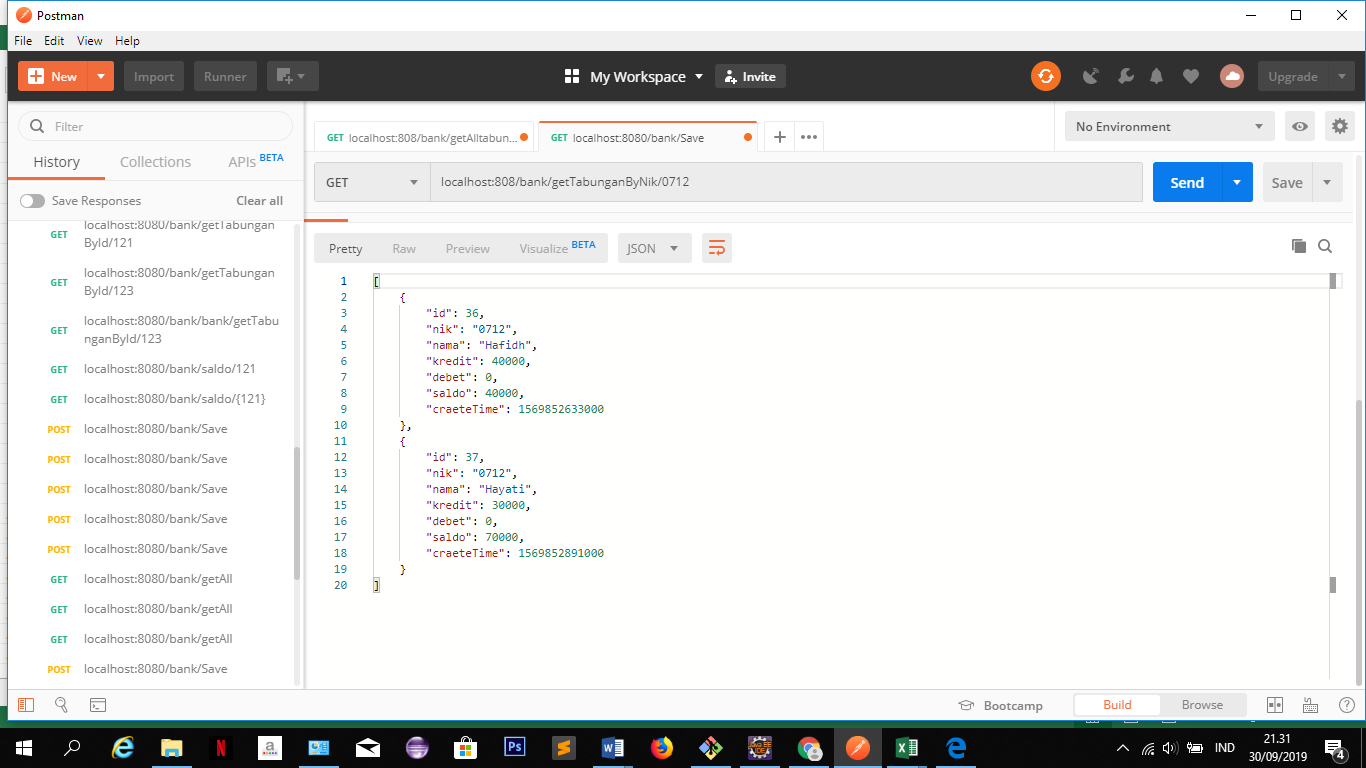 Postman
File Edit View Help
New Import Runner My Workspace Invite Upgrade
Filter
History Collections APIs BETA
Save Responses Clear all
GET localhost:8080/bank/getTabungan
ById/121
GET localhost:8080/bank/getTabungan
ById/123
GET localhost:8080/bank/bank/getTabu
nganById/123
GET localhost:8080/bank/saldo/121
GET localhost:8080/bank/saldo/{121}
POST localhost:8080/bank/Save
POST localhost:8080/bank/Save
POST localhost:8080/bank/Save
POST localhost:8080/bank/Save
POST localhost:8080/bank/Save
GET localhost:8080/bank/getAll
GET localhost:8080/bank/getAll
GET localhost:8080/bank/getAll
POST localhost:8080/bank/Save
GET localhost:808/bank/getAlltabun... GET localhost:8080/bank/Save
No Environment
GET localhost:808/bank/getTabunganByNik/0712 Send Save
Pretty Raw Preview Visualize BETA JSON
1 [
2 {
3 "id": 36,
4 "nik": "0712",
5 "nama": "Hafidh",
6 "kredit": 40000,
7 "debet": 0,
8 "saldo": 40000,
9 "craeteTime": 1569852633000
10 },
11 {
12 "id": 37,
13 "nik": "0712",
14 "nama": "Hayati",
15 "kredit": 30000,
16 "debet": 0,
17 "saldo": 70000,
18 "craeteTime": 1569852891000
19 }
20 ]
Bootcamp Build Browse
IND
21.31
30/09/2019
4